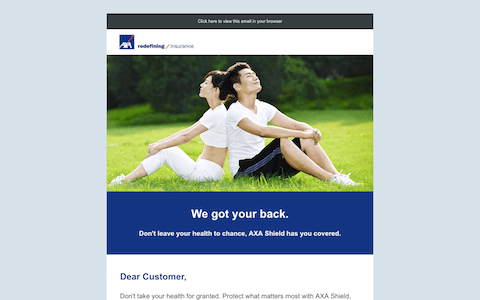 Click here to view this email in your browser
AXA redefining / insurance
We got your back.
Don't leave your health to chance, AXA Shield has you covered.
Dear Customer,
Don't take your health for granted. Protect what matters most with AXA Shield,